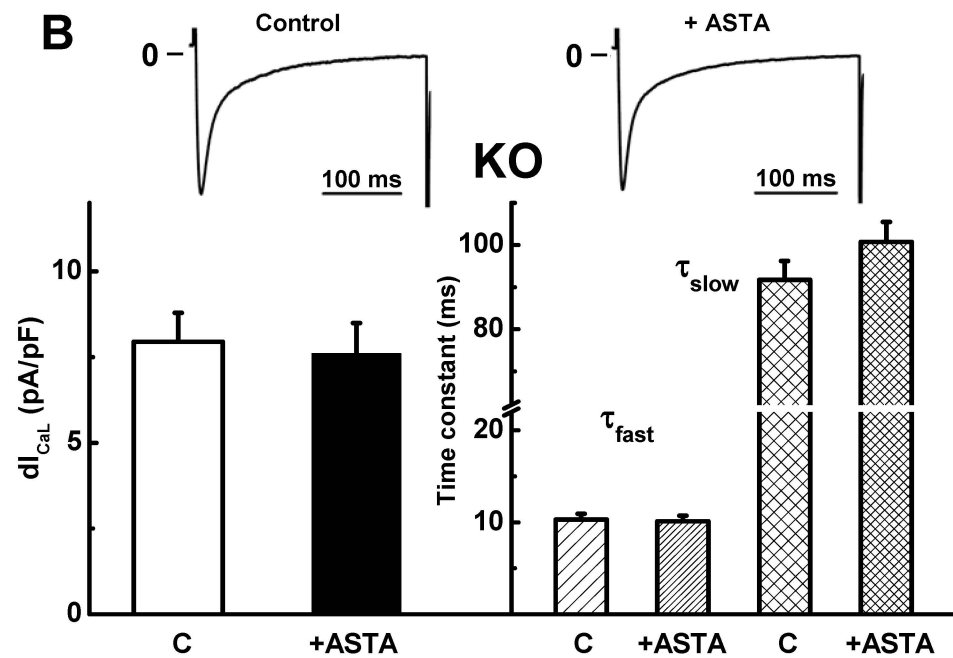 B
Control
+ ASTA
0
0
100 ms
KO
100 ms
dI_CaL (pA/pF)
10
5
0
C
+ASTA
Time constant (ms)
100
80
20
10
τ_fast
τ_slow
C
+ASTA
C
+ASTA